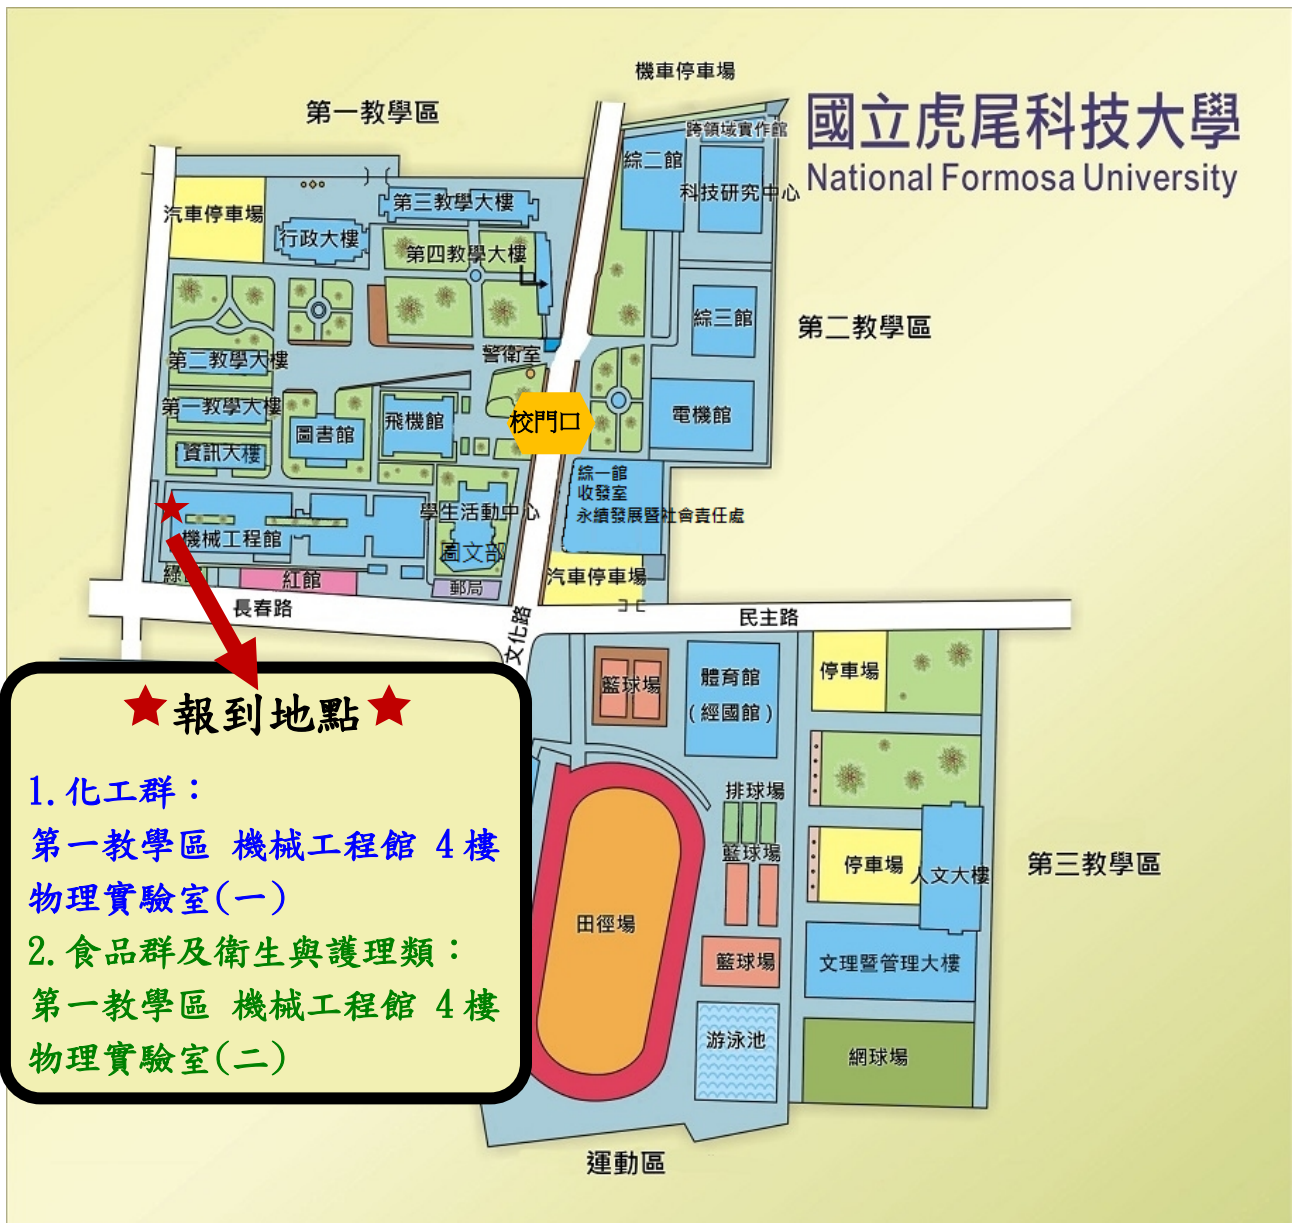 機車停車場
第一教學區
國立虎尾科技大學
National Formosa University
跨領域實作館
綜二館
科技研究中心
汽車停車場
第三教學大樓
行政大樓
第四教學大樓
綜三館
第二教學區
警衛室
第二教學大樓
第一教學大樓
飛機館
校門口
電機館
圖書館
資訊大樓
綜一館
收發室
永續發展暨社會責任處
學生活動中心
機械工程館
圖文部
紅館
郵局
汽車停車場
長春路
文化路
民主路
籃球場
體育館
(經國館)
停車場
★報到地點★
1.化工群：
第一教學區 機械工程館 4樓
物理實驗室(一)
2.食品群及衛生與護理類：
第一教學區 機械工程館 4樓
物理實驗室(二)
排球場
籃球場
停車場
人文大樓
第三教學區
田徑場
籃球場
文理暨管理大樓
游泳池
網球場
運動區